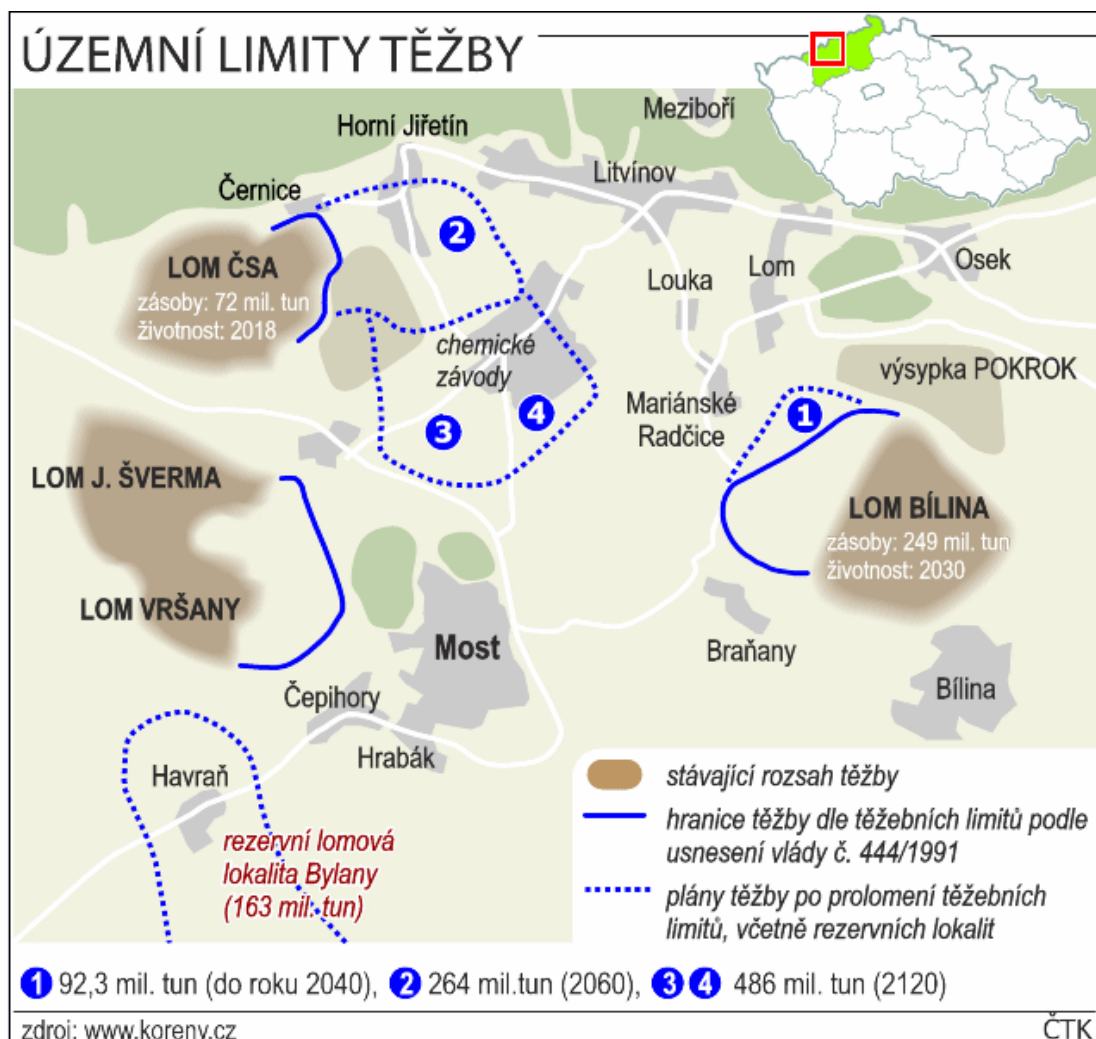 ÚZEMNÍ LIMITY TĚŽBY
Meziboří
Horní Jiřetín
Litvínov
Černice
2
LOM ČSA
zásoby: 72 mil. tun
životnost: 2018
Louka
Lom
Osek
chemické
závody
výsypka POKROK
Mariánské
Radčice
1
3
4
LOM J. ŠVERMA
LOM BÍLINA
zásoby: 249 mil. tun
životnost: 2030
LOM VRŠANY
Most
Braňany
Bílina
Čepihory
Hrabák
Havraň
rezervní lomová
lokalita Bylany
(163 mil. tun)
stávající rozsah těžby
hranice těžby dle těžebních limitů podle
usnesení vlády č. 444/1991
plány těžby po prolomení těžebních
limitů, včetně rezervních lokalit
1 92,3 mil. tun (do roku 2040), 2 264 mil.tun (2060), 3 4 486 mil. tun (2120)
zdroj: www.koreny.cz
ČTK